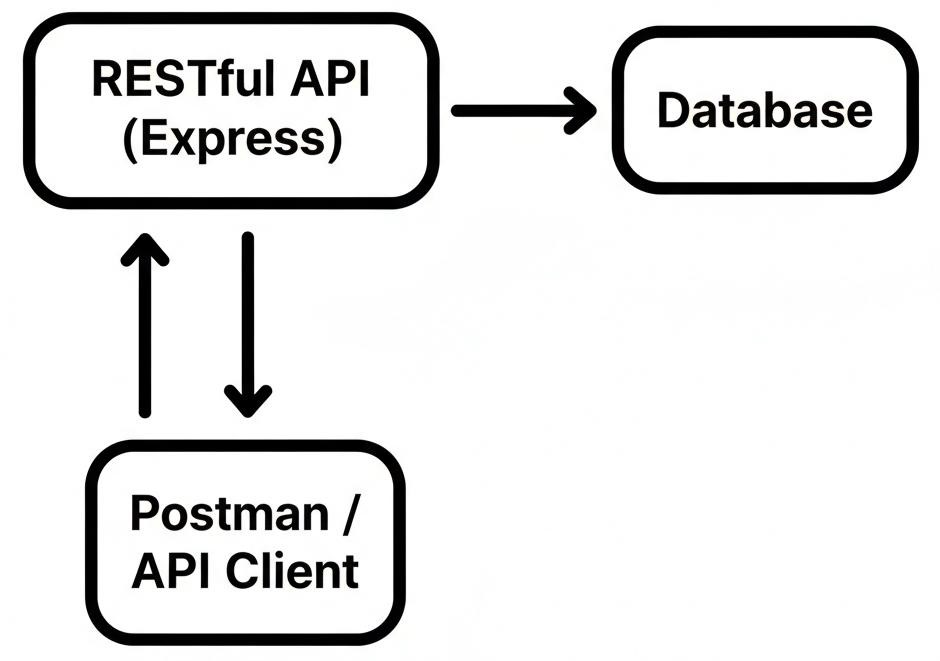 RESTful API
(Express)
Database
Postman /
API Client